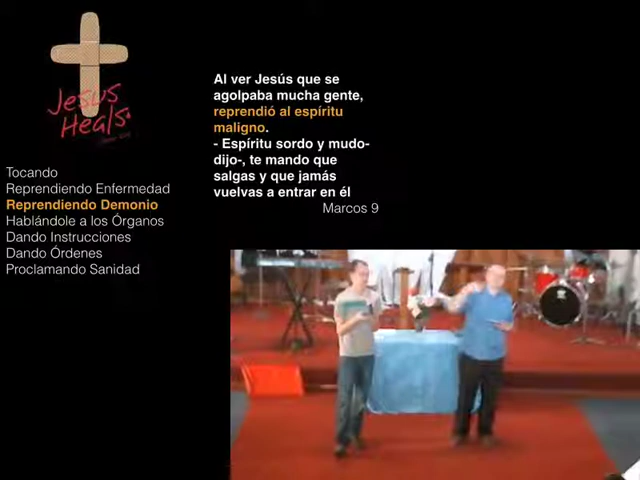 Jesus
Heals
Tocando
Reprendiendo Enfermedad
Reprendiendo Demonio
Hablándole a los Órganos
Dando Instrucciones
Dando Órdenes
Proclamando Sanidad
Al ver Jesús que se
agolpaba mucha gente,
reprendió al espíritu
maligno.
- Espíritu sordo y mudo-
dijo-, te mando que
salgas y que jamás
vuelvas a entrar en él
Marcos 9